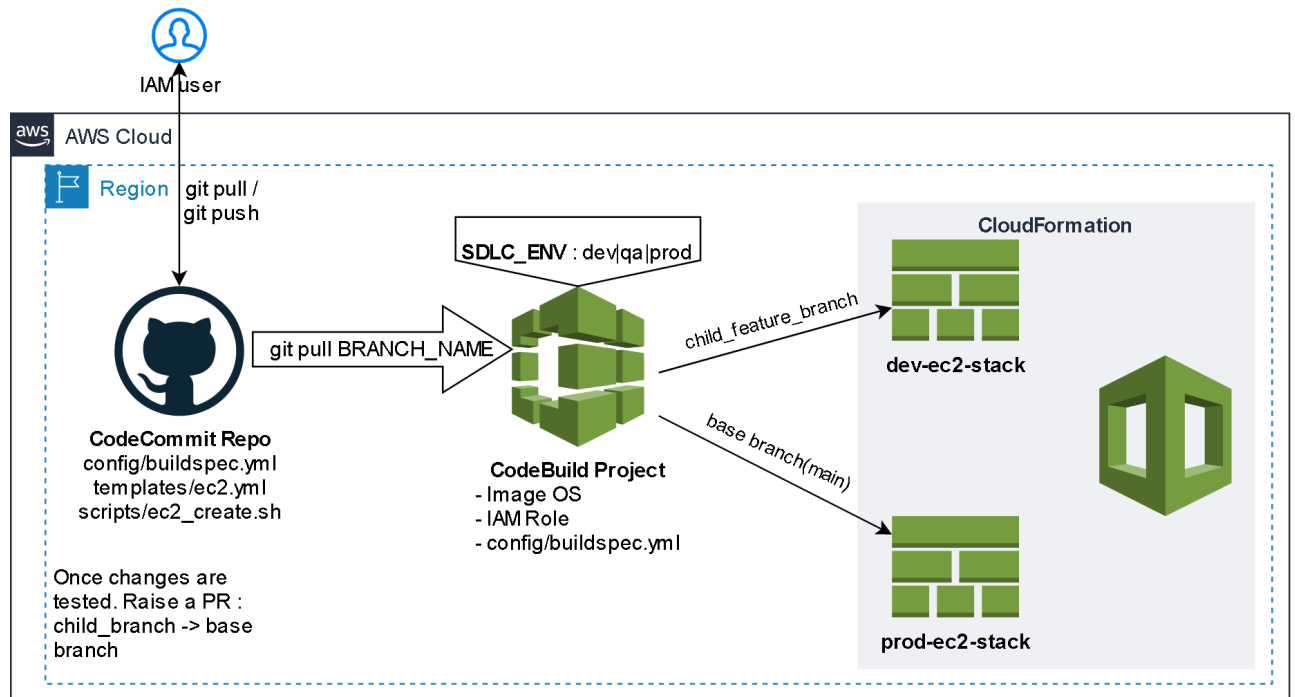 IAM user
aws
AWS Cloud
Region
git pull /
git push
SDLC_ENV : dev|qa|prod
CloudFormation
git pull BRANCH_NAME
child_feature_branch
dev-ec2-stack
base branch(main)
CodeCommit Repo
config/buildspec.yml
templates/ec2.yml
scripts/ec2_create.sh
CodeBuild Project
- Image OS
- IAM Role
- config/buildspec.yml
Once changes are
tested. Raise a PR :
child_branch -> base
branch
prod-ec2-stack